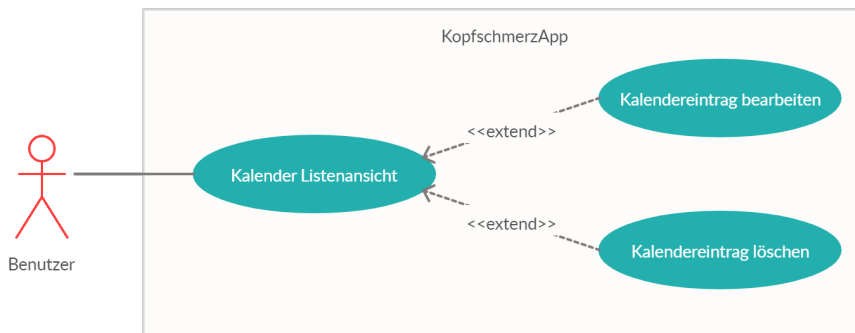 KopfschmerzApp
Kalendereintrag bearbeiten
<<extend>>
Kalender Listenansicht
<<extend>>
Kalendereintrag löschen
Benutzer